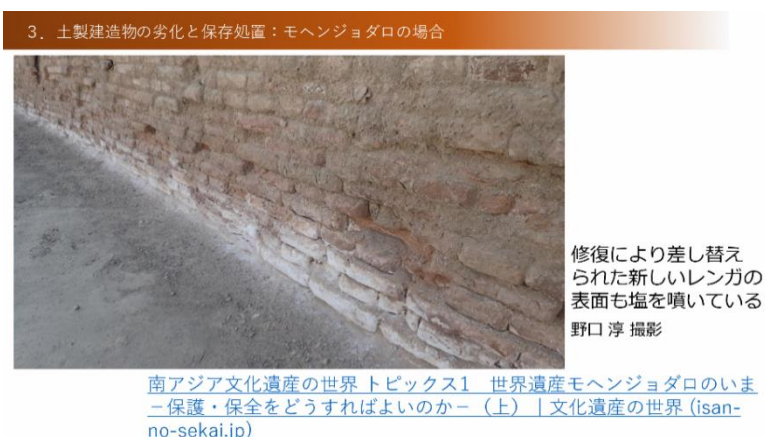 3．土製建造物の劣化と保存処置：モヘンジョダロの場合
修復により差し替え
られた新しいレンガの
表面も塩を噴いている
野口 淳 撮影
南アジア文化遺産の世界 トピックス1　世界遺産モヘンジョダロのいま
－保護・保全をどうすればよいのか－（上） | 文化遺産の世界 (isan-
no-sekai.jp)